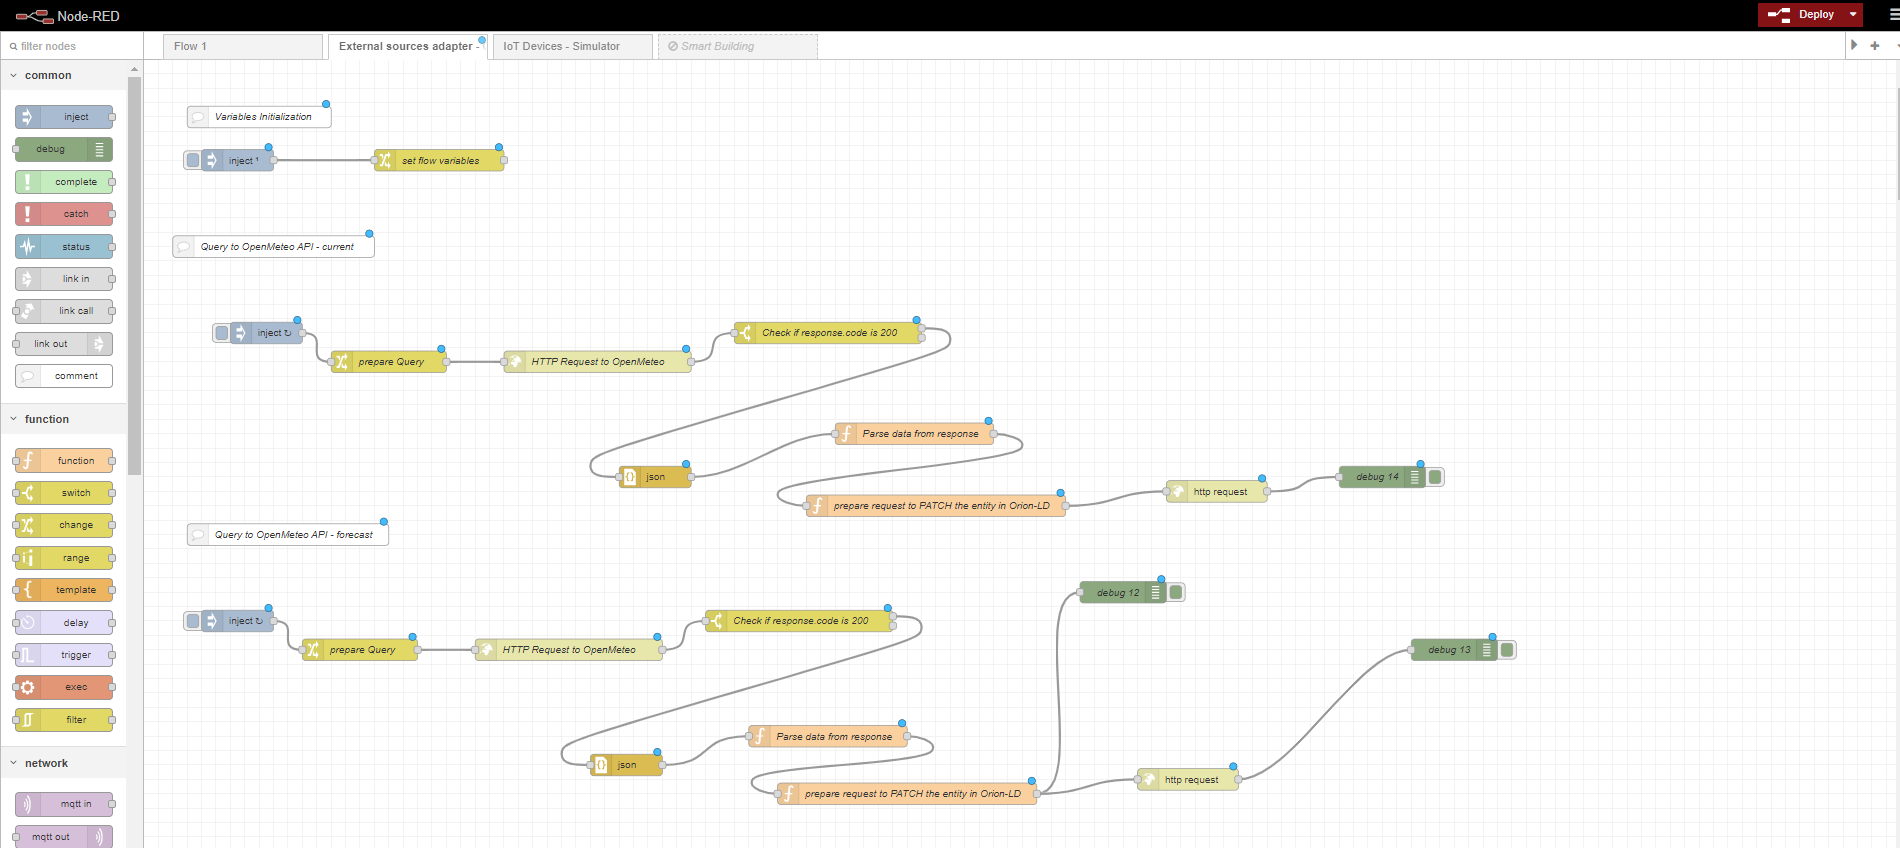 Node-RED
Deploy
filter nodes
Flow 1
External sources adapter -
IoT Devices - Simulator
Smart Building
common
inject
debug
complete
catch
status
link in
link call
link out
comment
function
function
switch
change
range
template
delay
trigger
exec
filter
network
mqtt in
mqtt out
Variables Initialization
inject ¹
set flow variables
Query to OpenMeteo API - current
inject ↻
prepare Query
HTTP Request to OpenMeteo
Check if response.code is 200
json
Parse data from response
prepare request to PATCH the entity in Orion-LD
http request
debug 14
Query to OpenMeteo API - forecast
inject ↻
prepare Query
HTTP Request to OpenMeteo
Check if response.code is 200
json
Parse data from response
prepare request to PATCH the entity in Orion-LD
debug 12
http request
debug 13